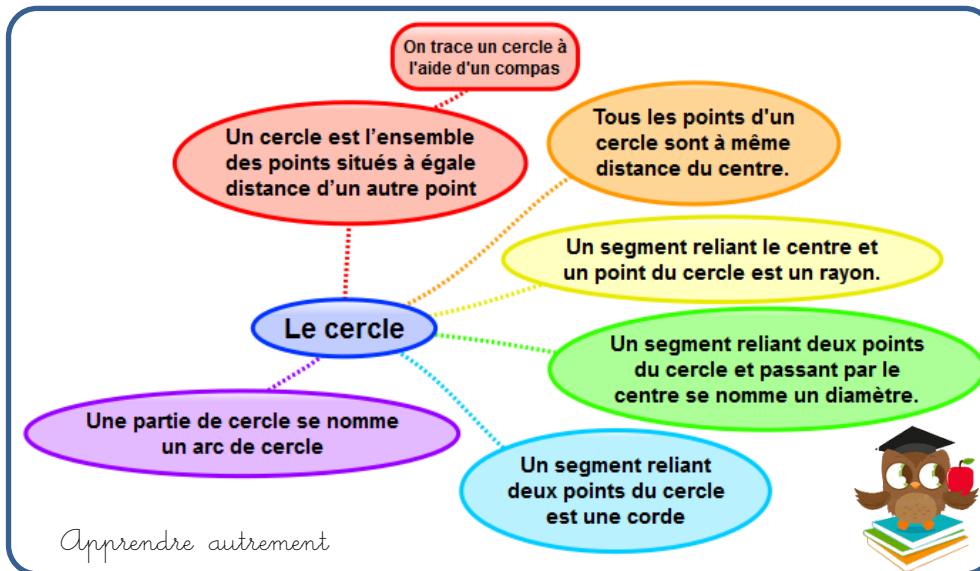 On trace un cercle à
l'aide d'un compas
Un cercle est l’ensemble
des points situés à égale
distance d’un autre point
Tous les points d'un
cercle sont à même
distance du centre.
Un segment reliant le centre et
un point du cercle est un rayon.
Le cercle
Un segment reliant deux points
du cercle et passant par le
centre se nomme un diamètre.
Une partie de cercle se nomme
un arc de cercle
Un segment reliant
deux points du cercle
est une corde
Apprendre autrement